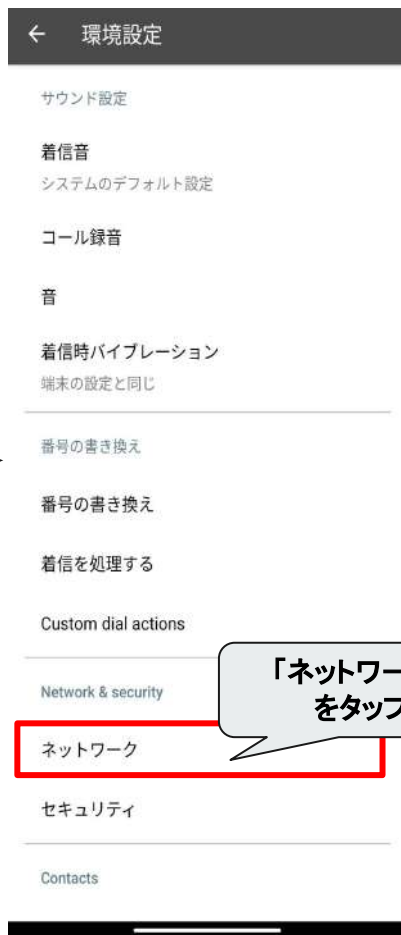 ← 環境設定
サウンド設定
着信音
システムのデフォルト設定
コール録音
音
着信時バイブレーション
端末の設定と同じ
番号の書き換え
番号の書き換え
着信を処理する
Custom dial actions
「ネットワー
をタップ
Network & security
ネットワーク
セキュリティ
Contacts